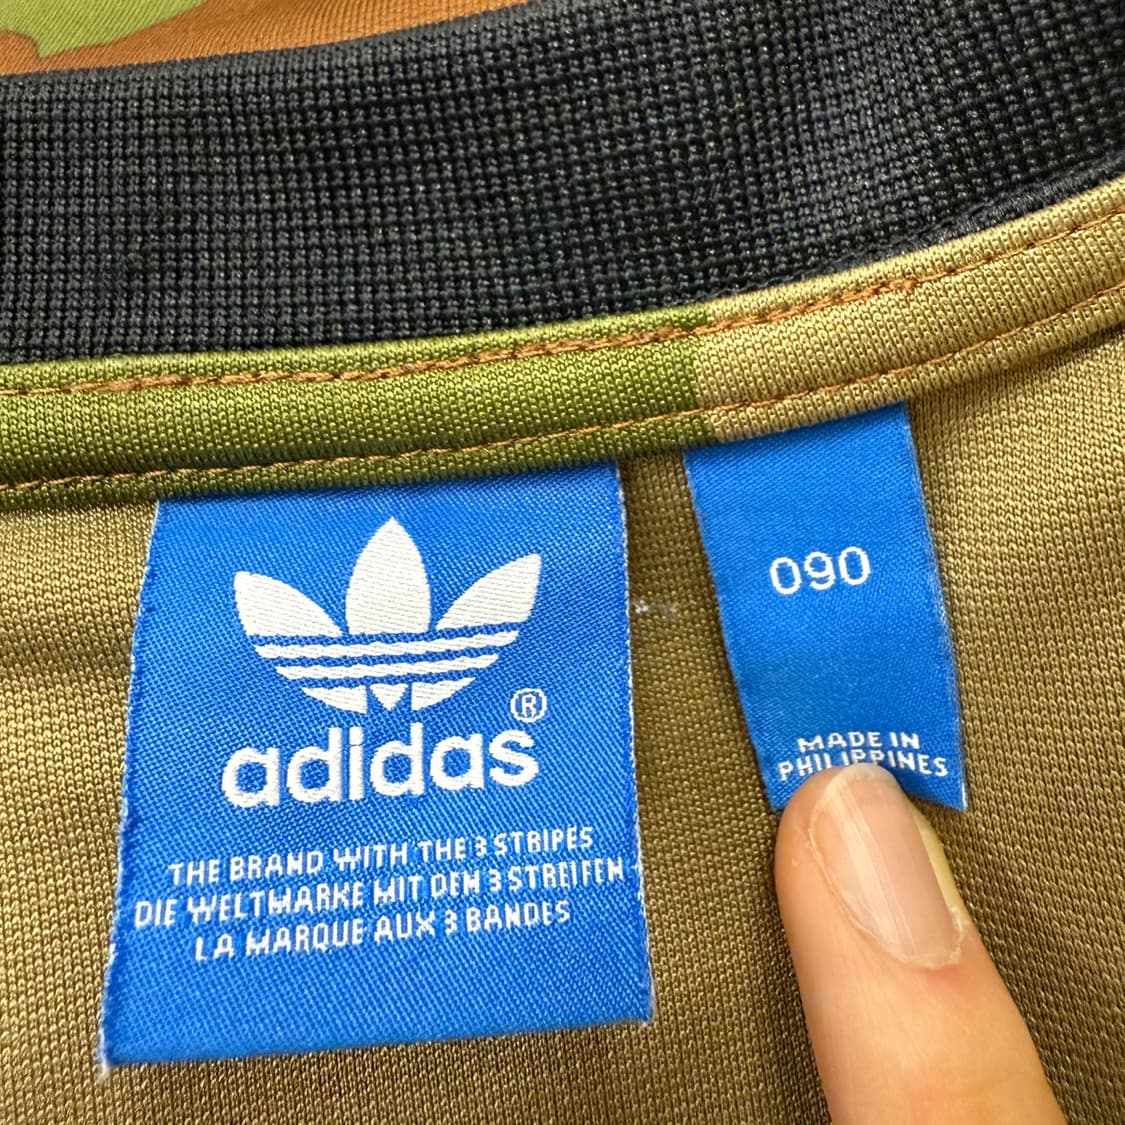 ®
adidas
THE BRAND WITH THE 3 STRIPES
DIE WELTMARKE MIT DEN 3 STREIFEN
LA MARQUE AUX 3 BANDES
090
MADE IN
PHILIPPINES